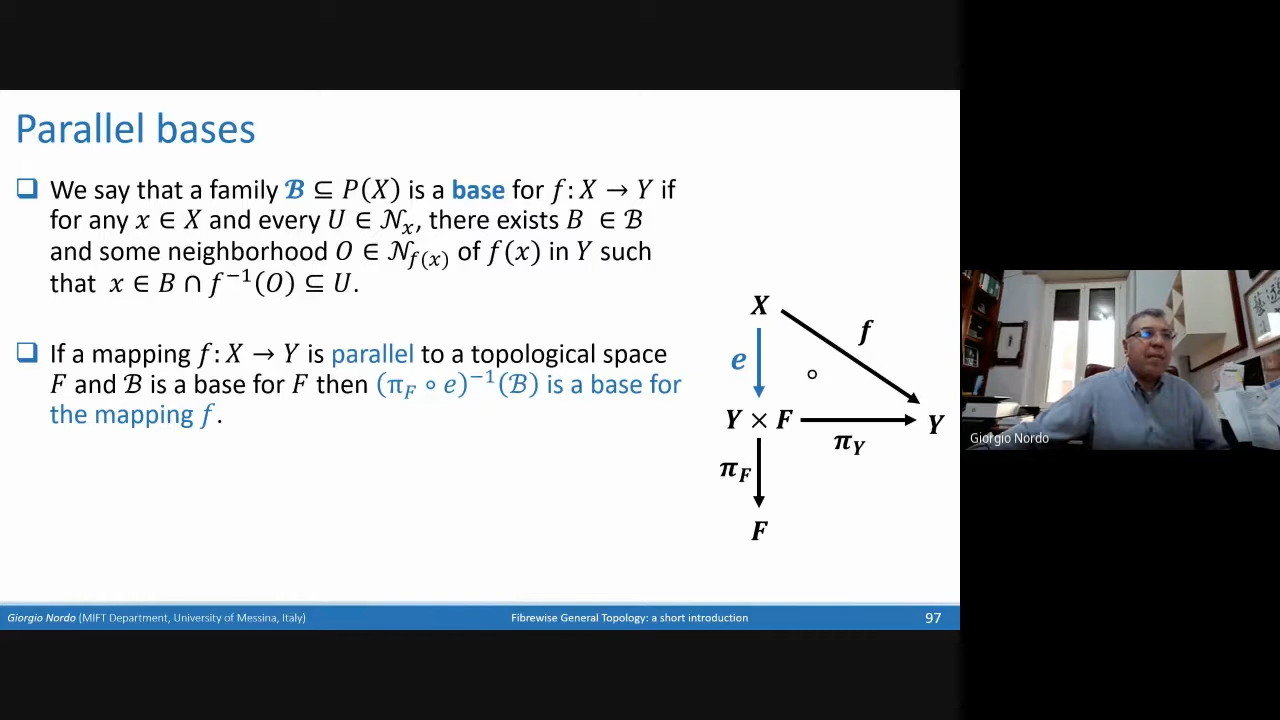 Parallel bases
❑ We say that a family ℬ ⊆ P(X) is a base for f: X → Y if
for any x ∈ X and every U ∈ 𝒩ₓ, there exists B ∈ ℬ
and some neighborhood O ∈ 𝒩_{f(x)} of f(x) in Y such
that x ∈ B ∩ f⁻¹(O) ⊆ U.
❑ If a mapping f: X → Y is parallel to a topological space
F and ℬ is a base for F then (π_F ∘ e)⁻¹(ℬ) is a base for
the mapping f.
X
f
e
∘
Y × F
Y
π_Y
π_F
F
Giorgio Nordo
Giorgio Nordo (MIFT Department, University of Messina, Italy)
Fibrewise General Topology: a short introduction
97